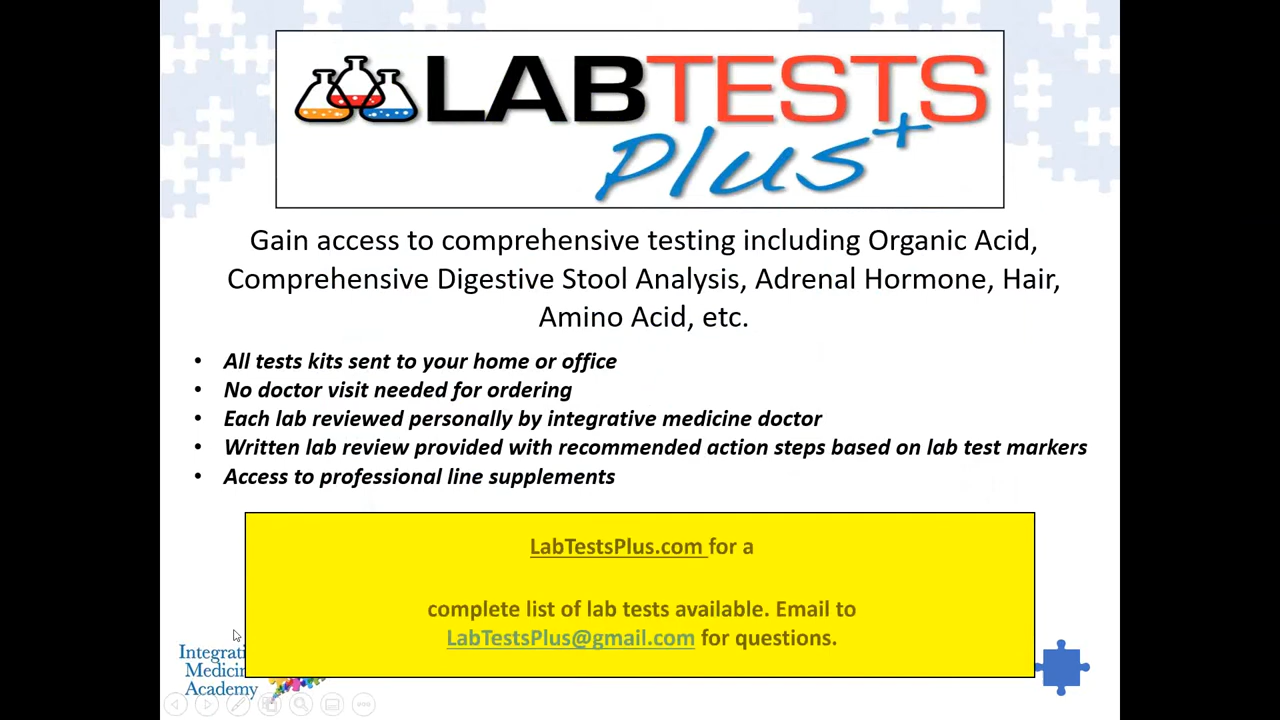 LABTESTS
plus+
Gain access to comprehensive testing including Organic Acid,
Comprehensive Digestive Stool Analysis, Adrenal Hormone, Hair,
Amino Acid, etc.
• All tests kits sent to your home or office
• No doctor visit needed for ordering
• Each lab reviewed personally by integrative medicine doctor
• Written lab review provided with recommended action steps based on lab test markers
• Access to professional line supplements
LabTestsPlus.com for a
complete list of lab tests available. Email to
LabTestsPlus@gmail.com for questions.
Integrati
Medicin
Academy